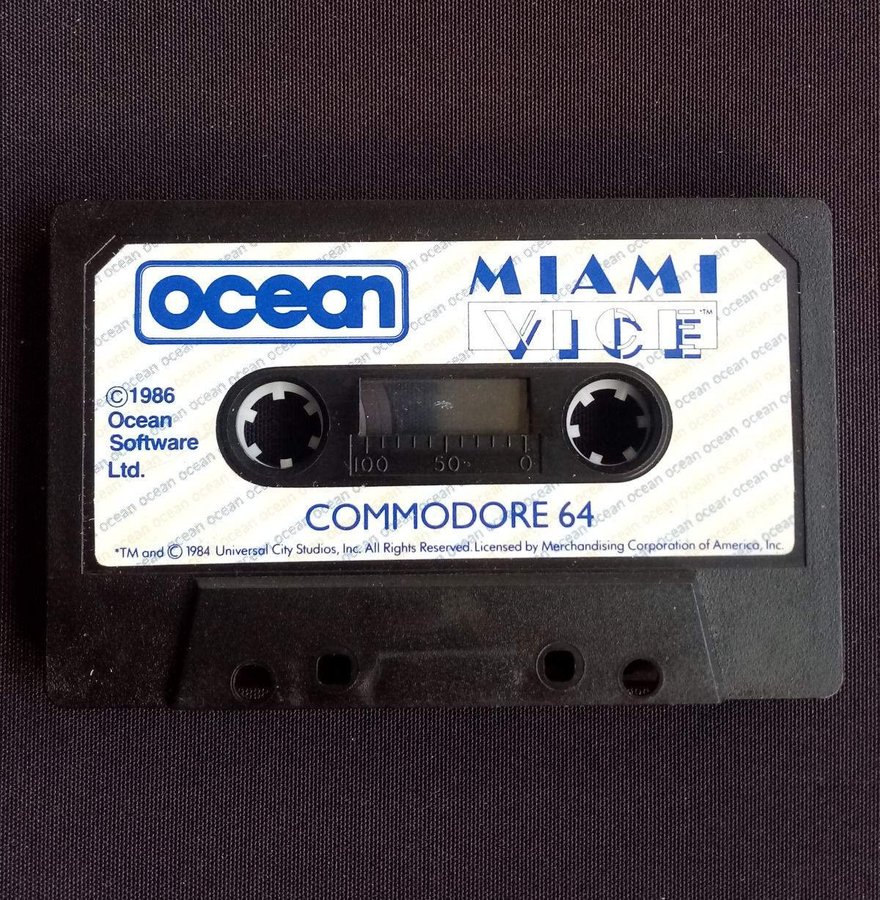 ocean
MIAMI
VICE™
©1986
Ocean
Software
Ltd.
100 50 0
COMMODORE 64
*TM and © 1984 Universal City Studios, Inc. All Rights Reserved. Licensed by Merchandising Corporation of America, Inc.